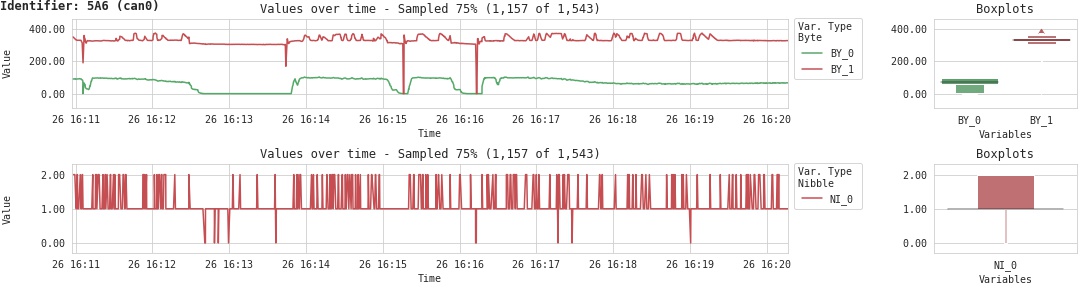 Identifier: 5A6 (can0)
Values over time - Sampled 75% (1,157 of 1,543)
Value
400.00
200.00
0.00
26 16:11 26 16:12 26 16:13 26 16:14 26 16:15 26 16:16 26 16:17 26 16:18 26 16:19 26 16:20
Time
Var. Type
Byte
BY_0
BY_1
Boxplots
400.00
200.00
0.00
BY_0 BY_1
Variables
Values over time - Sampled 75% (1,157 of 1,543)
Value
2.00
1.00
0.00
26 16:11 26 16:12 26 16:13 26 16:14 26 16:15 26 16:16 26 16:17 26 16:18 26 16:19 26 16:20
Time
Var. Type
Nibble
NI_0
Boxplots
2.00
1.00
0.00
NI_0
Variables